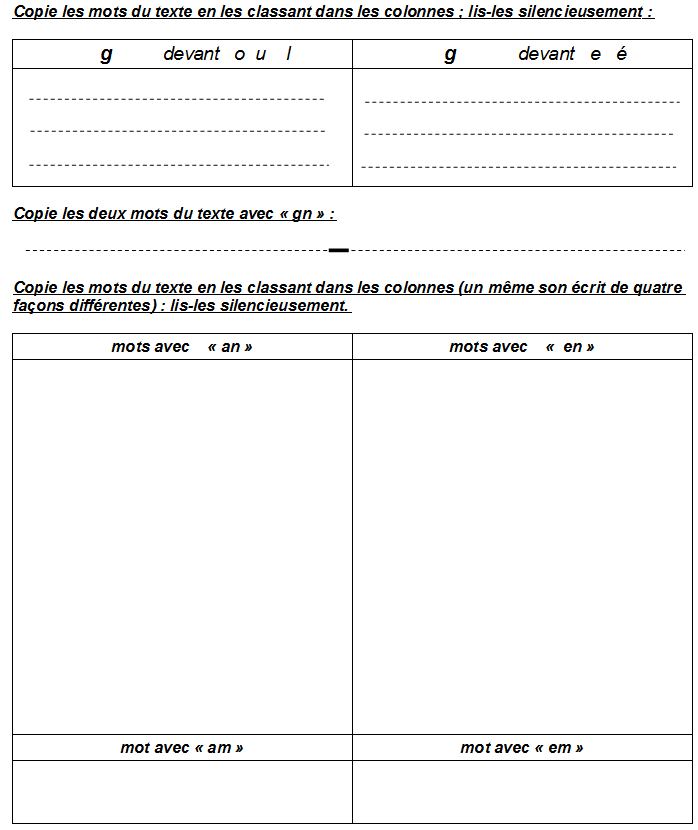 Copie les mots du texte en les classant dans les colonnes ; lis-les silencieusement :
g devant o u l
g devant e é
Copie les deux mots du texte avec « gn » :
Copie les mots du texte en les classant dans les colonnes (un même son écrit de quatre
façons différentes) : lis-les silencieusement.
mots avec « an »
mots avec « en »
mot avec « am »
mot avec « em »